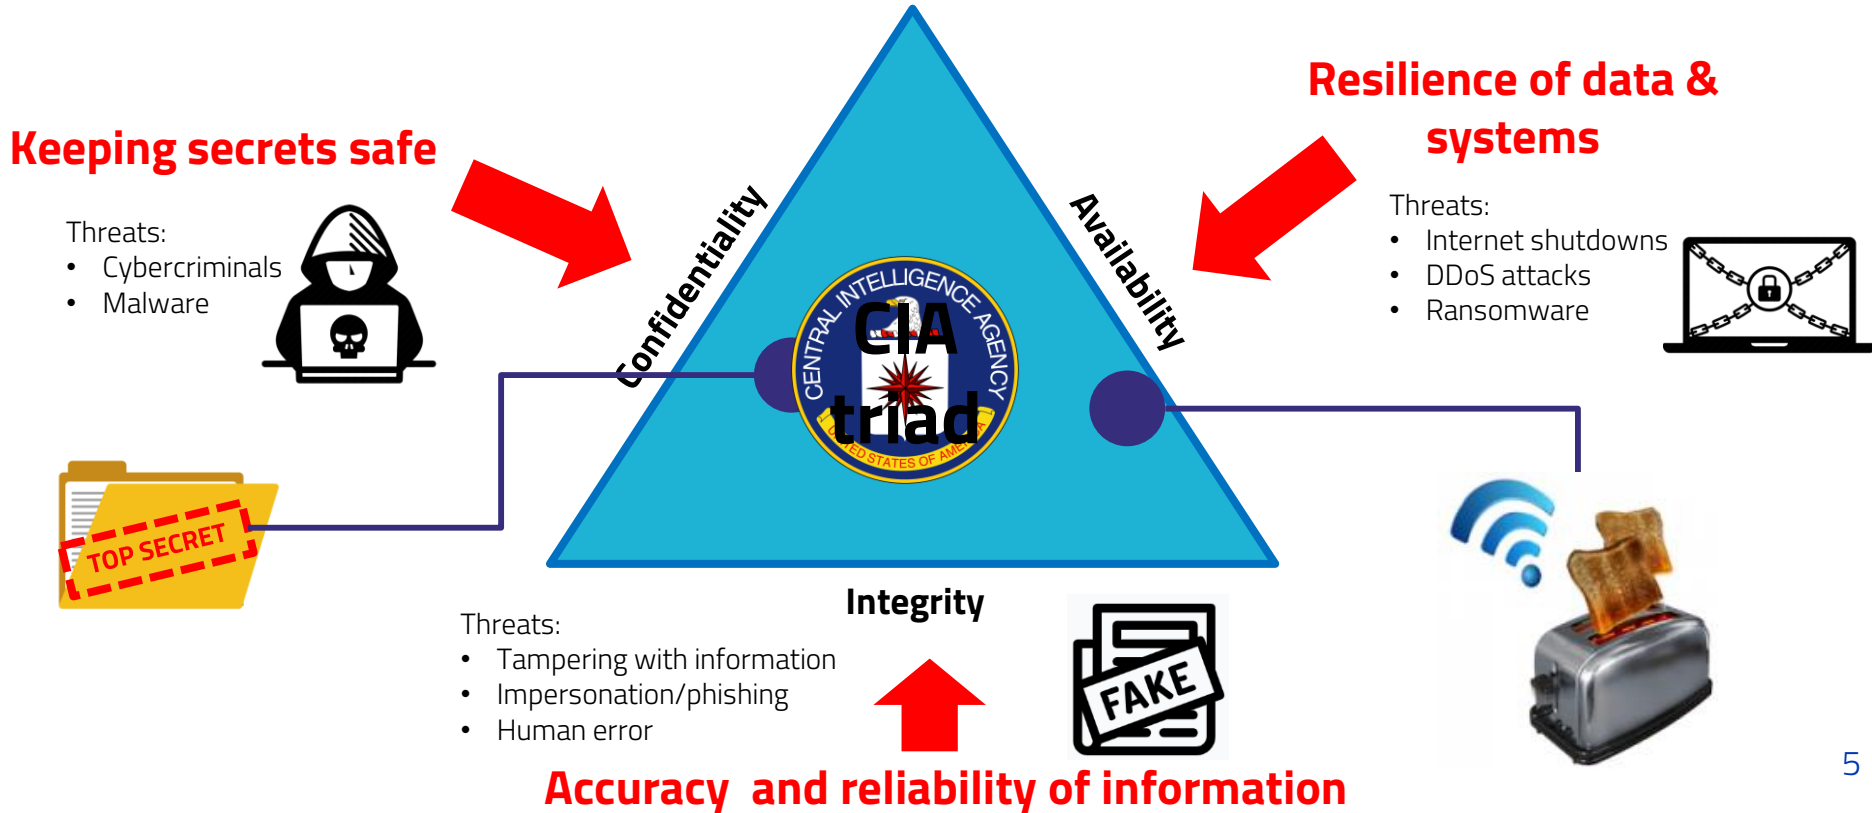 Keeping secrets safe
Threats:
• Cybercriminals
• Malware
TOP SECRET
Confidentiality
CENTRAL INTELLIGENCE AGENCY
UNITED STATES OF AMERICA
CIA
triad
Availability
Resilience of data &
systems
Threats:
• Internet shutdowns
• DDoS attacks
• Ransomware
Integrity
Threats:
• Tampering with information
• Impersonation/phishing
• Human error
FAKE
Accuracy  and reliability of information
5